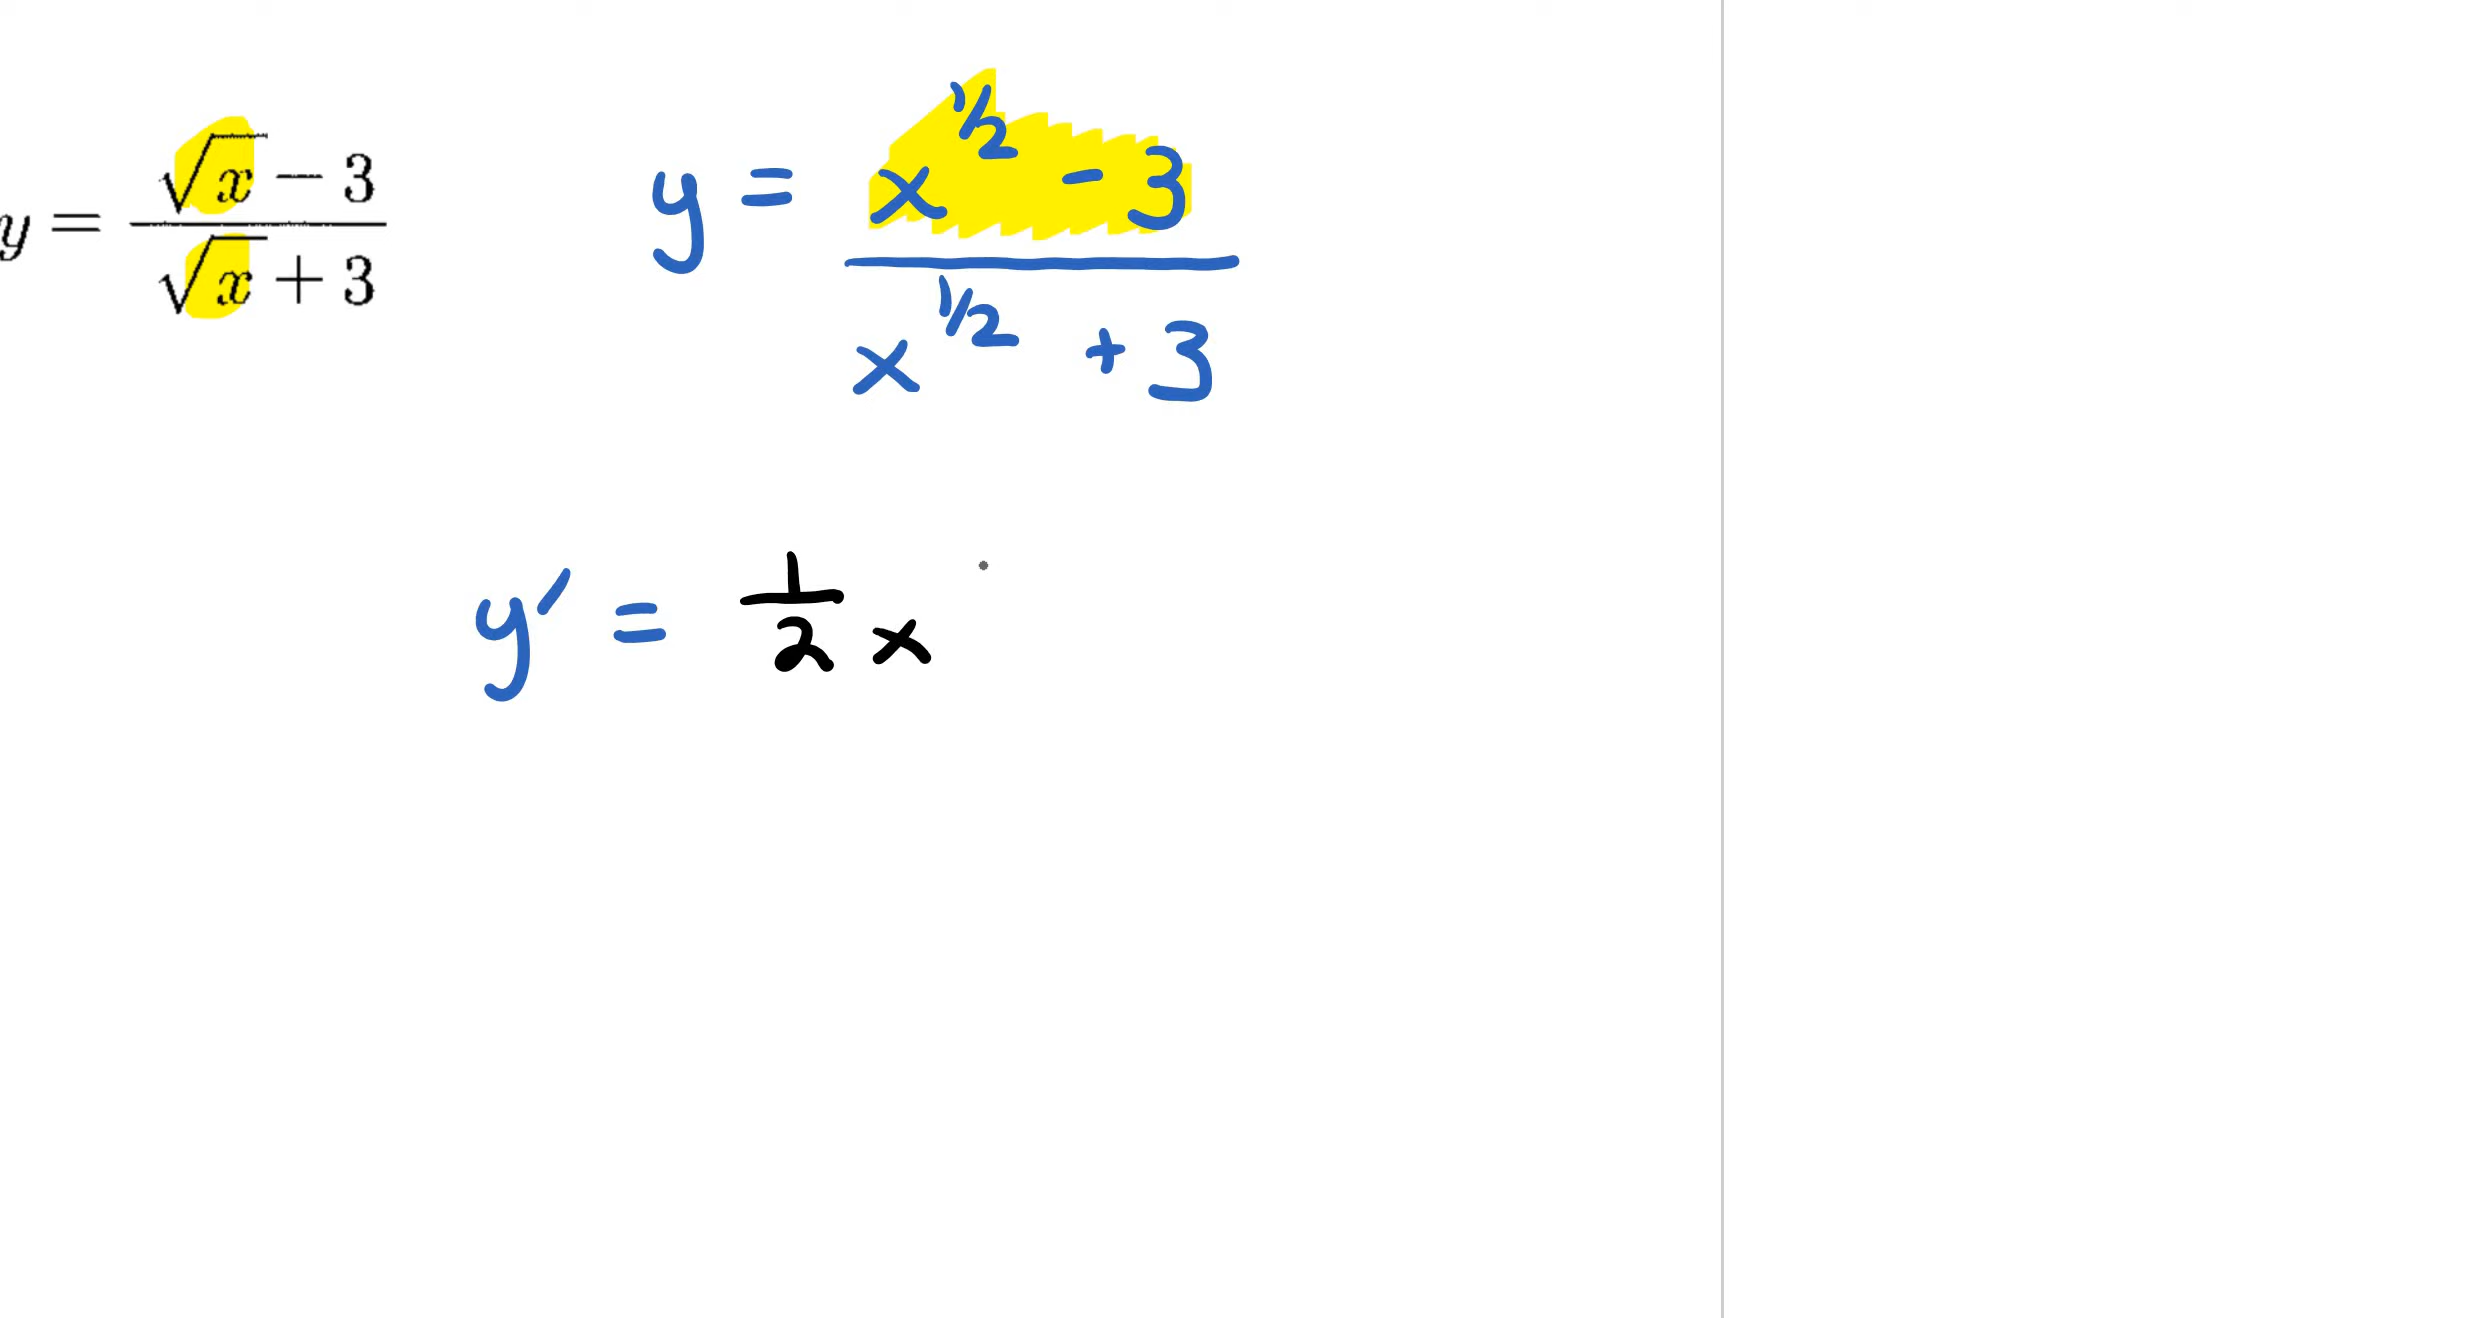 y = (√x − 3)/(√x + 3)
y = (x^(1/2) - 3)/(x^(1/2) + 3)
y' = 1/2 x